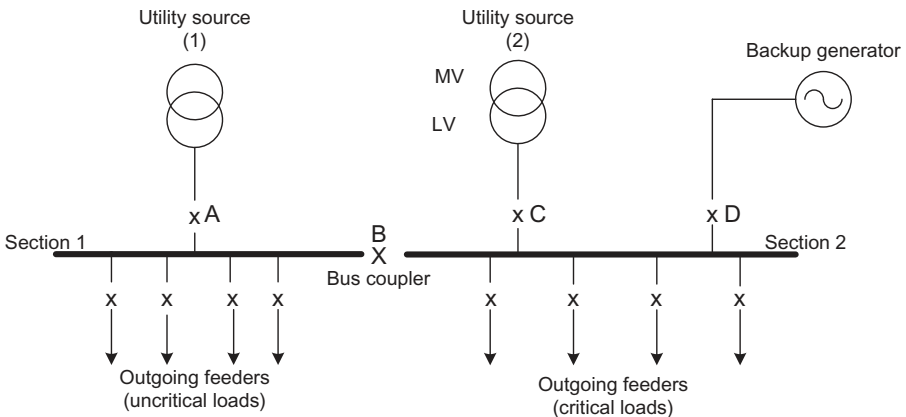 Utility source
(1)
Utility source
(2)
Backup generator
MV
LV
x A
x C
x D
Section 1
B
X
Bus coupler
Section 2
x x x x
x x x x
Outgoing feeders
(uncritical loads)
Outgoing feeders
(critical loads)